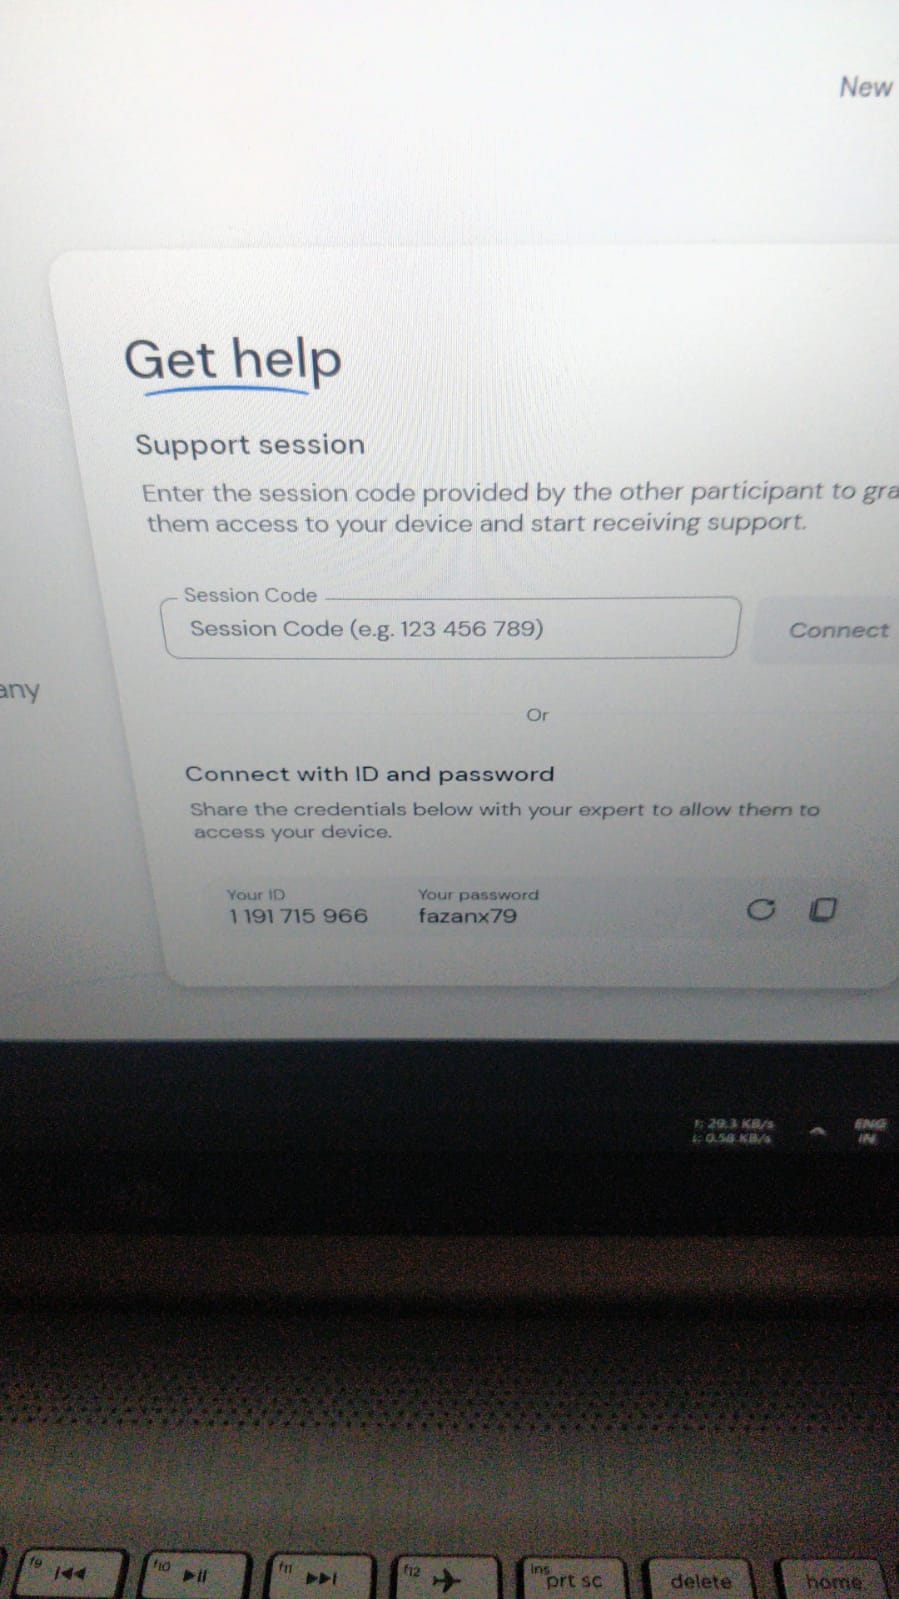 New
Get help
Support session
Enter the session code provided by the other participant to gra
them access to your device and start receiving support.
Session Code
Session Code (e.g. 123 456 789)
Connect
any
Or
Connect with ID and password
Share the credentials below with your expert to allow them to
access your device.
Your ID Your password
1 191 715 966 fazanx79
29.3 KB/s
0.58 KB/s
ENG
IN
f9 f10 f11 f12 ins
prt sc delete home